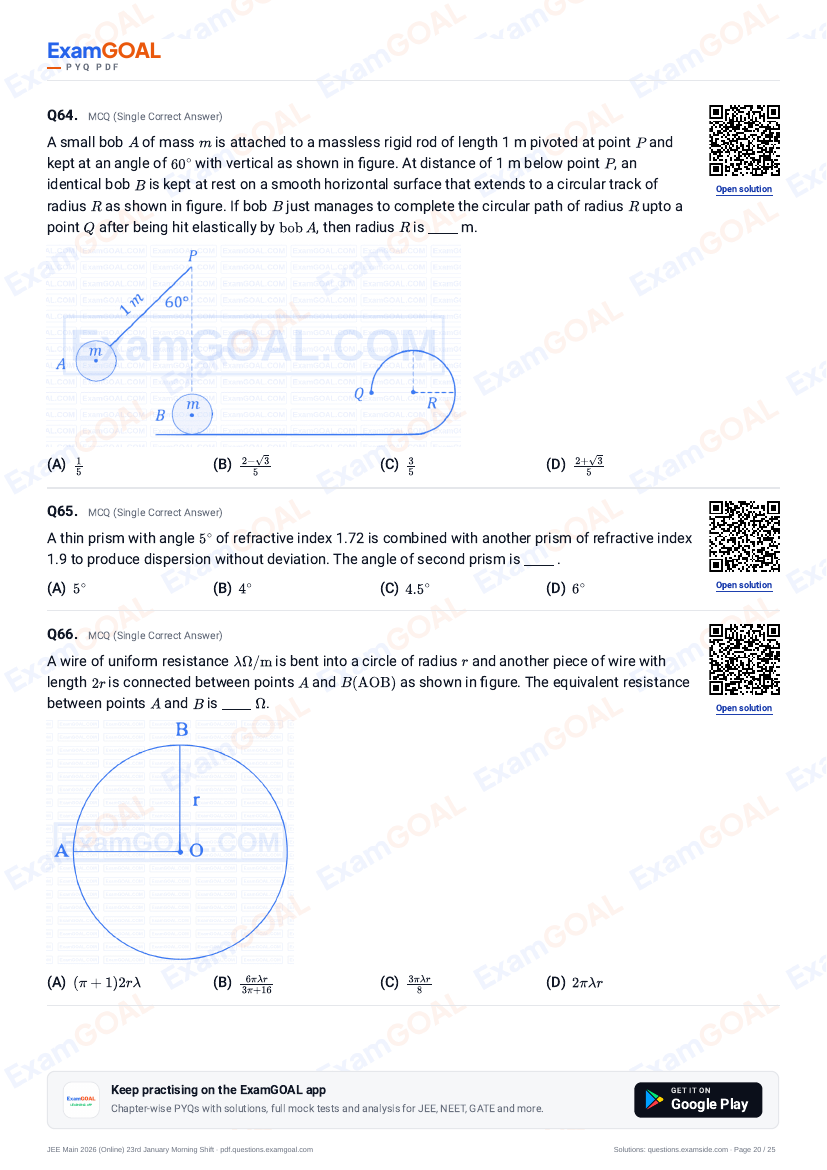 ExamGOAL
PYQ PDF
Q64. MCQ (Single Correct Answer)
A small bob A of mass m is attached to a massless rigid rod of length 1 m pivoted at point P and
kept at an angle of 60° with vertical as shown in figure. At distance of 1 m below point P, an
identical bob B is kept at rest on a smooth horizontal surface that extends to a circular track of
radius R as shown in figure. If bob B just manages to complete the circular path of radius R upto a
point Q after being hit elastically by bob A, then radius R is ____ m.
Open solution
P
1 m
60°
A
m
B
m
Q
R
ExamGOAL.COM
(A) 1/5 (B) (2−√3)/5 (C) 3/5 (D) (2+√3)/5
Q65. MCQ (Single Correct Answer)
A thin prism with angle 5° of refractive index 1.72 is combined with another prism of refractive index
1.9 to produce dispersion without deviation. The angle of second prism is ____ .
Open solution
(A) 5° (B) 4° (C) 4.5° (D) 6°
Q66. MCQ (Single Correct Answer)
A wire of uniform resistance λΩ/m is bent into a circle of radius r and another piece of wire with
length 2r is connected between points A and B(AOB) as shown in figure. The equivalent resistance
between points A and B is ____ Ω.
Open solution
B
r
A
O
ExamGOAL.COM
(A) (π + 1)2rλ (B) 6πλr/(3π+16) (C) 3πλr/8 (D) 2πλr
Keep practising on the ExamGOAL app
Chapter-wise PYQs with solutions, full mock tests and analysis for JEE, NEET, GATE and more.
GET IT ON
Google Play
JEE Main 2026 (Online) 23rd January Morning Shift · pdf.questions.examgoal.com
Solutions: questions.examside.com · Page 20 / 25